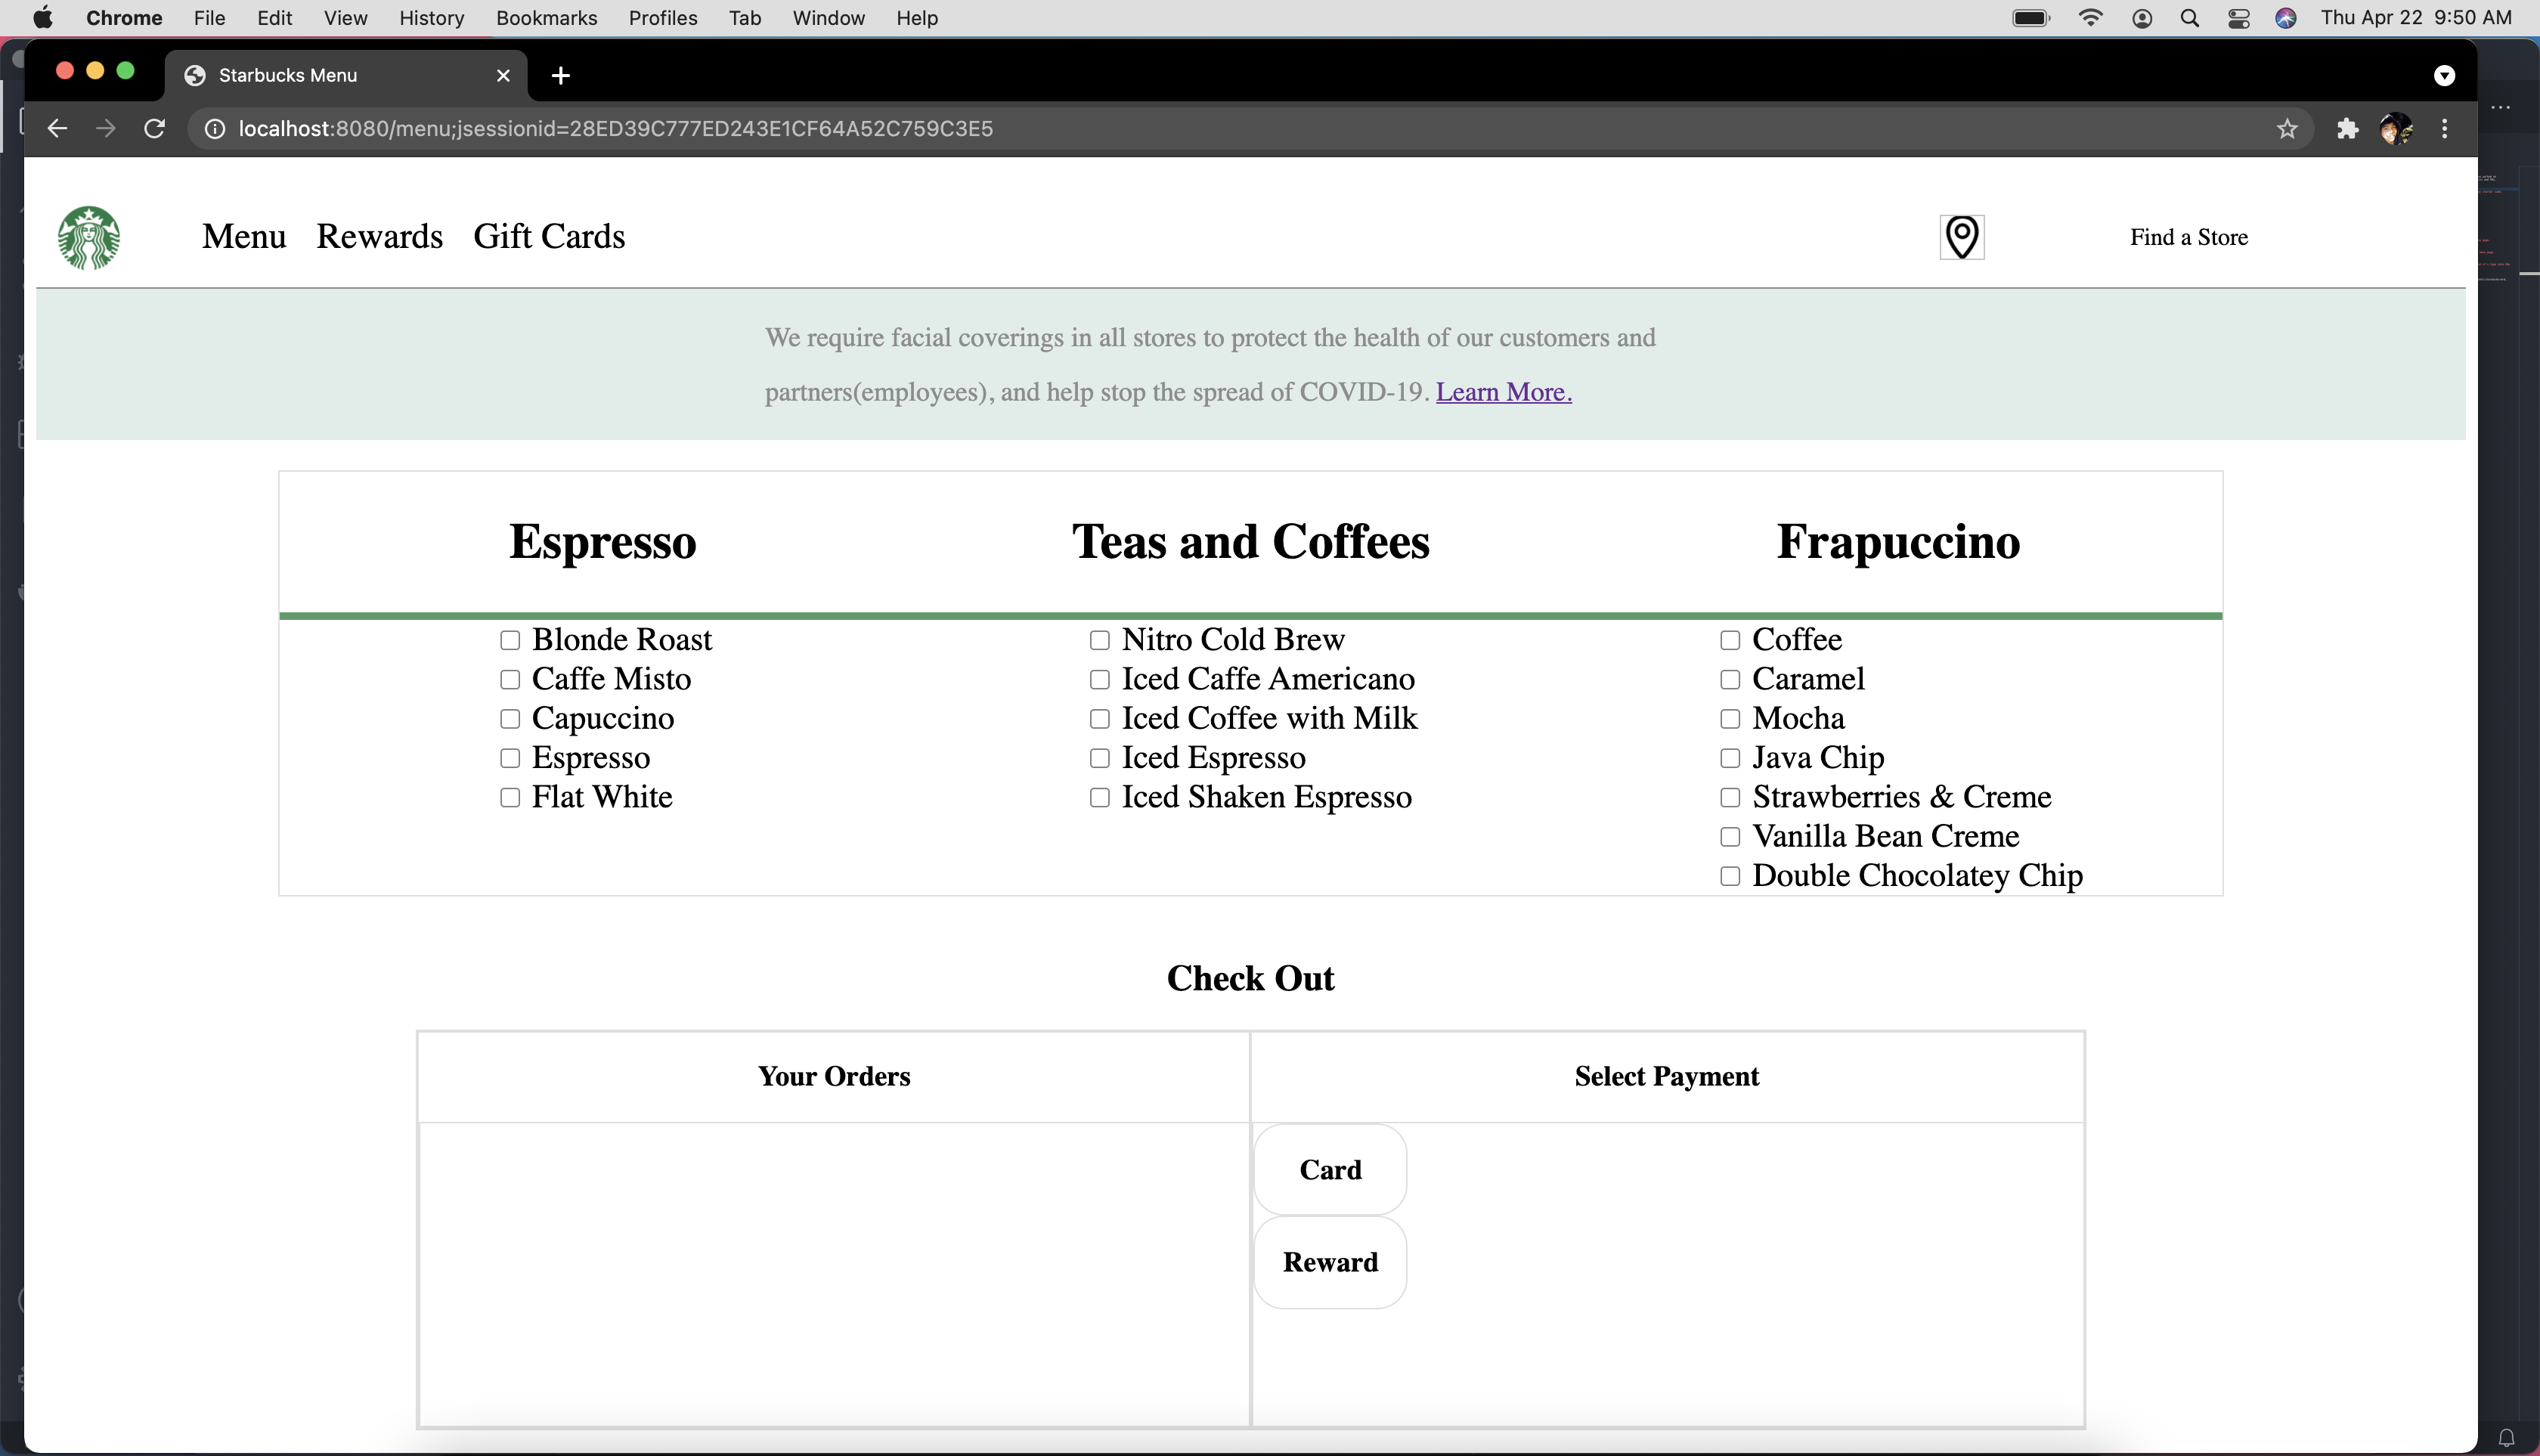 Chrome File Edit View History Bookmarks Profiles Tab Window Help Thu Apr 22 9:50 AM
Starbucks Menu
localhost:8080/menu;jsessionid=28ED39C777ED243E1CF64A52C759C3E5
Menu Rewards Gift Cards Find a Store
We require facial coverings in all stores to protect the health of our customers and
partners(employees), and help stop the spread of COVID-19. Learn More.
Espresso Teas and Coffees Frapuccino
Blonde Roast Nitro Cold Brew Coffee
Caffe Misto Iced Caffe Americano Caramel
Capuccino Iced Coffee with Milk Mocha
Espresso Iced Espresso Java Chip
Flat White Iced Shaken Espresso Strawberries & Creme
Vanilla Bean Creme
Double Chocolatey Chip
Check Out
Your Orders Select Payment
Card
Reward